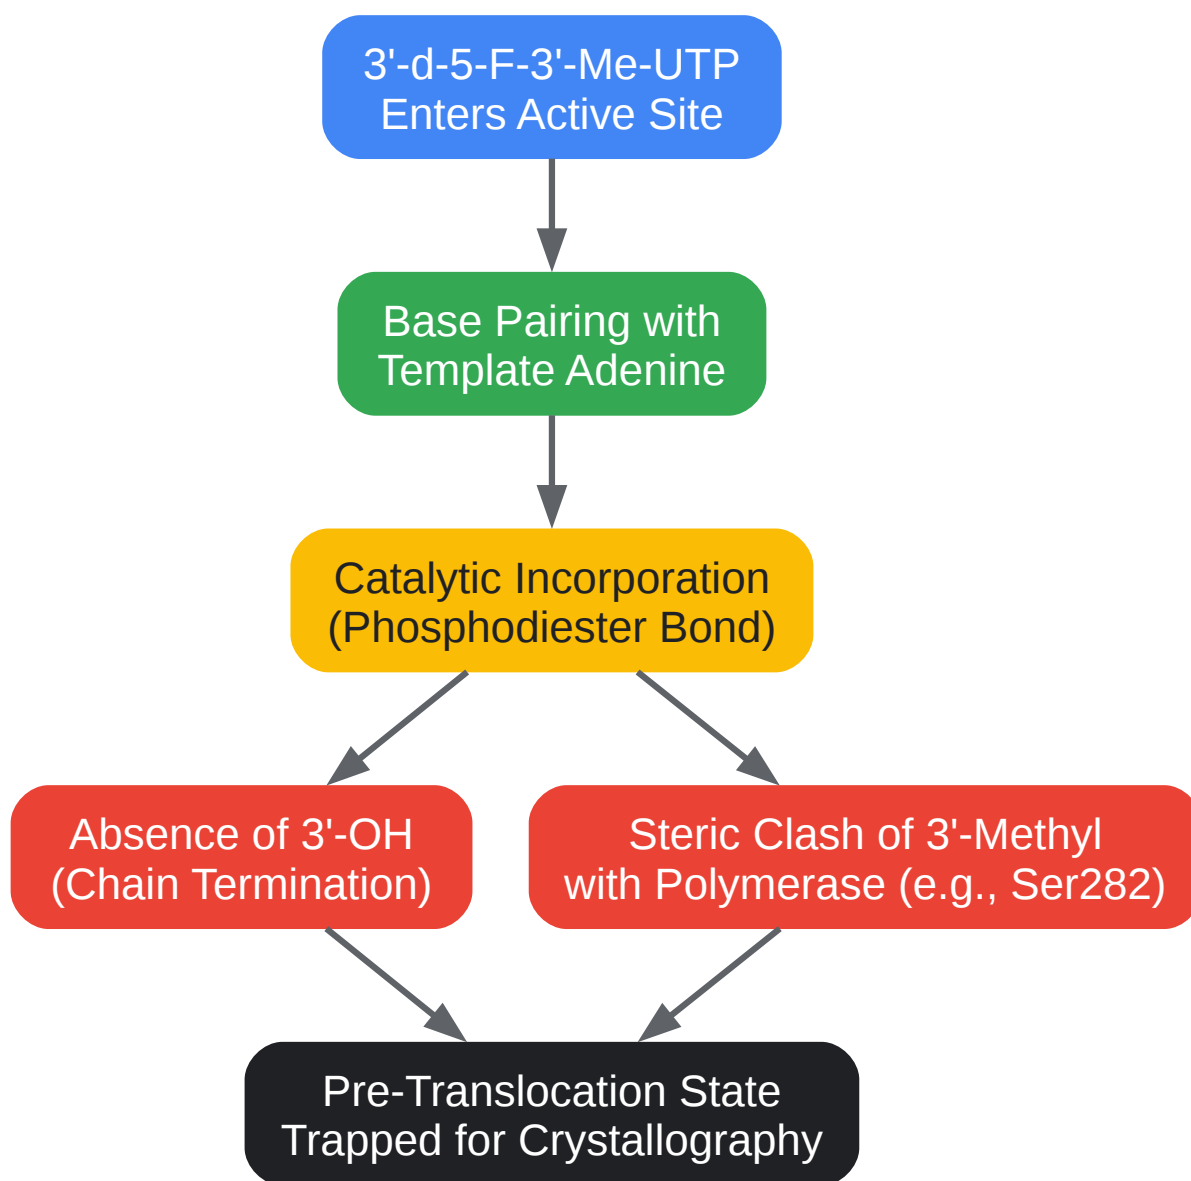 3'-d-5-F-3'-Me-UTP
Enters Active Site
Base Pairing with
Template Adenine
Catalytic Incorporation
(Phosphodiester Bond)
Absence of 3'-OH
(Chain Termination)
Steric Clash of 3'-Methyl
with Polymerase (e.g., Ser282)
Pre-Translocation State
Trapped for Crystallography